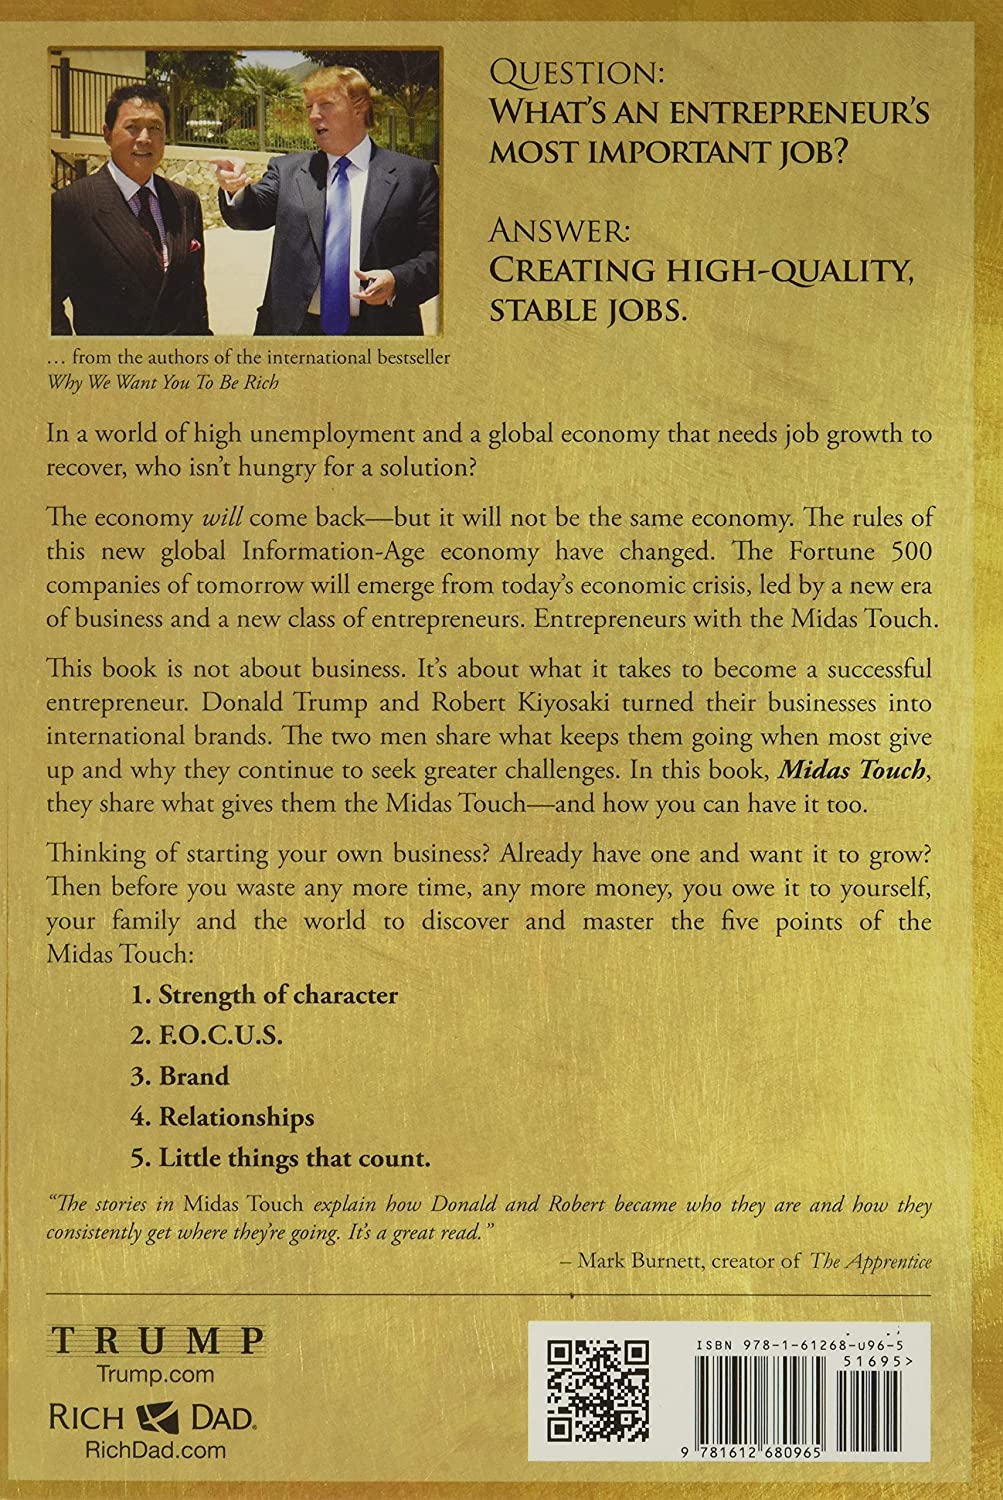 QUESTION:
WHAT'S AN ENTREPRENEUR'S
MOST IMPORTANT JOB?
ANSWER:
CREATING HIGH-QUALITY,
STABLE JOBS.
… from the authors of the international bestseller
Why We Want You To Be Rich
In a world of high unemployment and a global economy that needs job growth to
recover, who isn't hungry for a solution?
The economy will come back—but it will not be the same economy. The rules of
this new global Information-Age economy have changed. The Fortune 500
companies of tomorrow will emerge from today's economic crisis, led by a new era
of business and a new class of entrepreneurs. Entrepreneurs with the Midas Touch.
This book is not about business. It's about what it takes to become a successful
entrepreneur. Donald Trump and Robert Kiyosaki turned their businesses into
international brands. The two men share what keeps them going when most give
up and why they continue to seek greater challenges. In this book, Midas Touch,
they share what gives them the Midas Touch—and how you can have it too.
Thinking of starting your own business? Already have one and want it to grow?
Then before you waste any more time, any more money, you owe it to yourself,
your family and the world to discover and master the five points of the
Midas Touch:
1. Strength of character
2. F.O.C.U.S.
3. Brand
4. Relationships
5. Little things that count.
"The stories in Midas Touch explain how Donald and Robert became who they are and how they
consistently get where they're going. It's a great read."
– Mark Burnett, creator of The Apprentice
TRUMP
Trump.com
RICH DAD®
RichDad.com
ISBN 978-1-61268-096-5
51695>
9 781612 680965